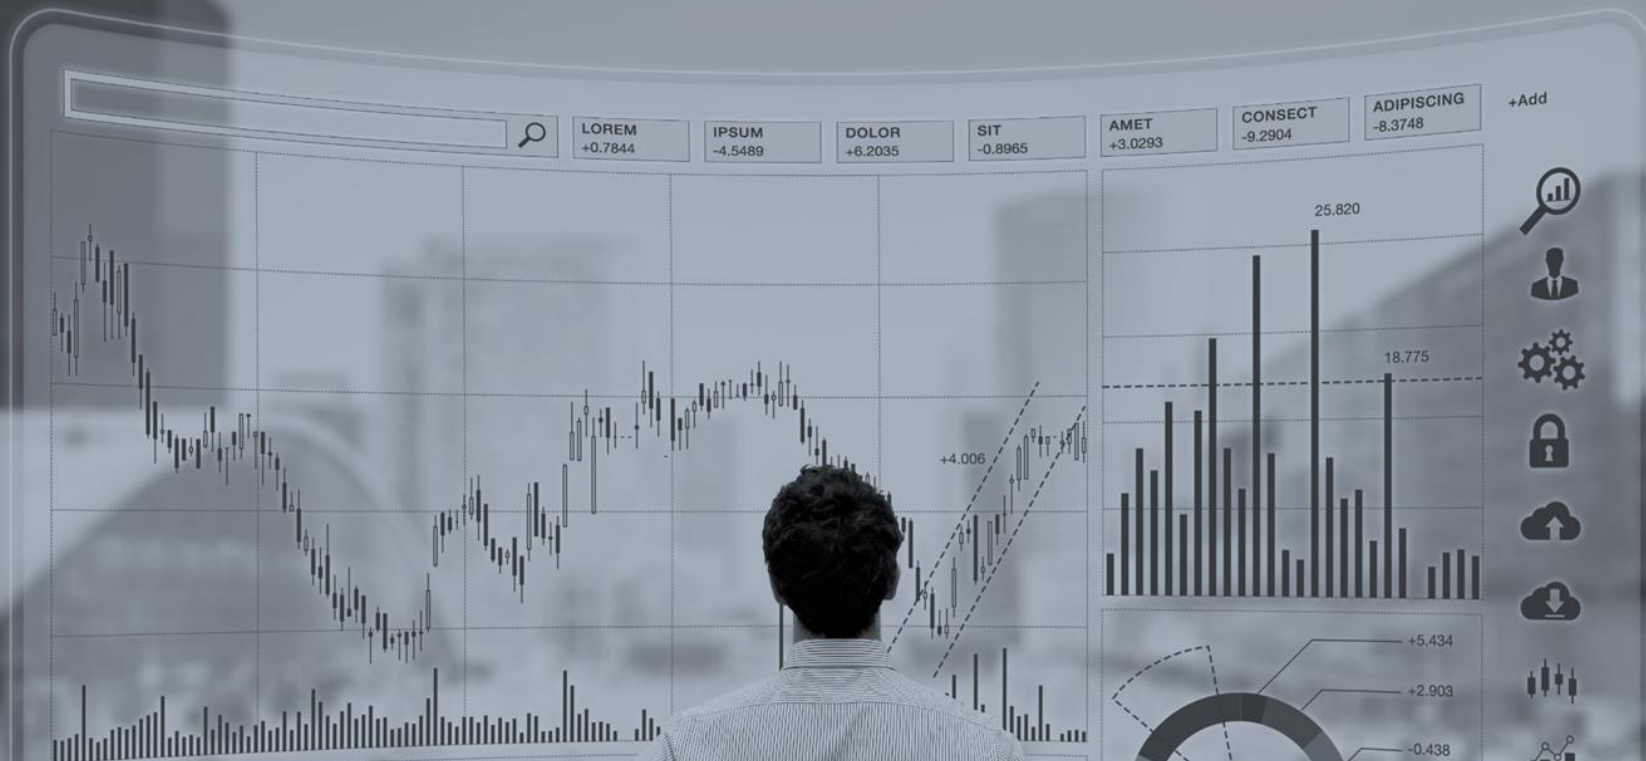 LOREM
+0.7844
IPSUM
-4.5489
DOLOR
+6.2035
SIT
-0.8965
AMET
+3.0293
CONSECT
-9.2904
ADIPISCING
-8.3748
+Add
25.820
18.775
+4.006
+5.434
+2.903
-0.438